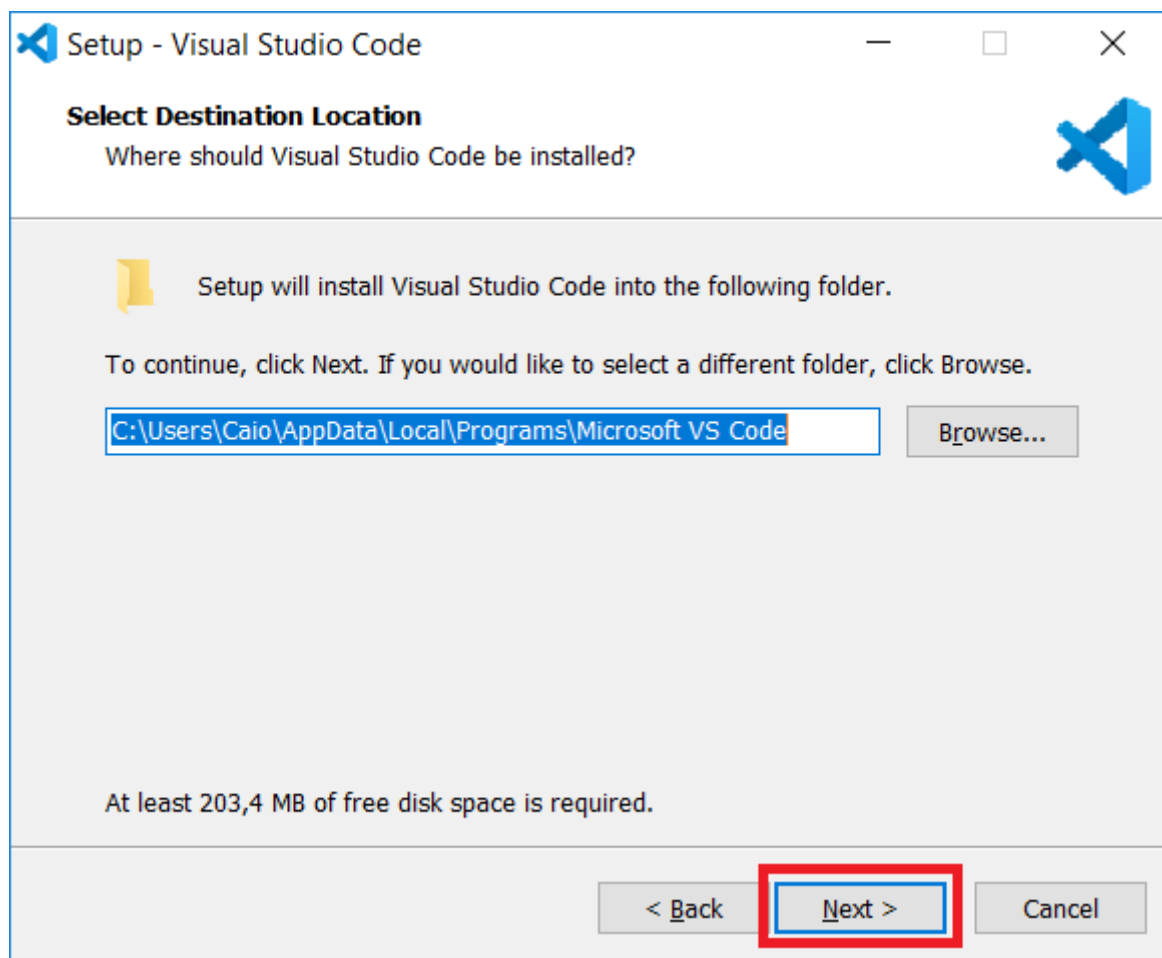 Setup - Visual Studio Code
Select Destination Location
Where should Visual Studio Code be installed?
Setup will install Visual Studio Code into the following folder.
To continue, click Next. If you would like to select a different folder, click Browse.
C:\Users\Caio\AppData\Local\Programs\Microsoft VS Code
Browse...
At least 203,4 MB of free disk space is required.
< Back
Next >
Cancel